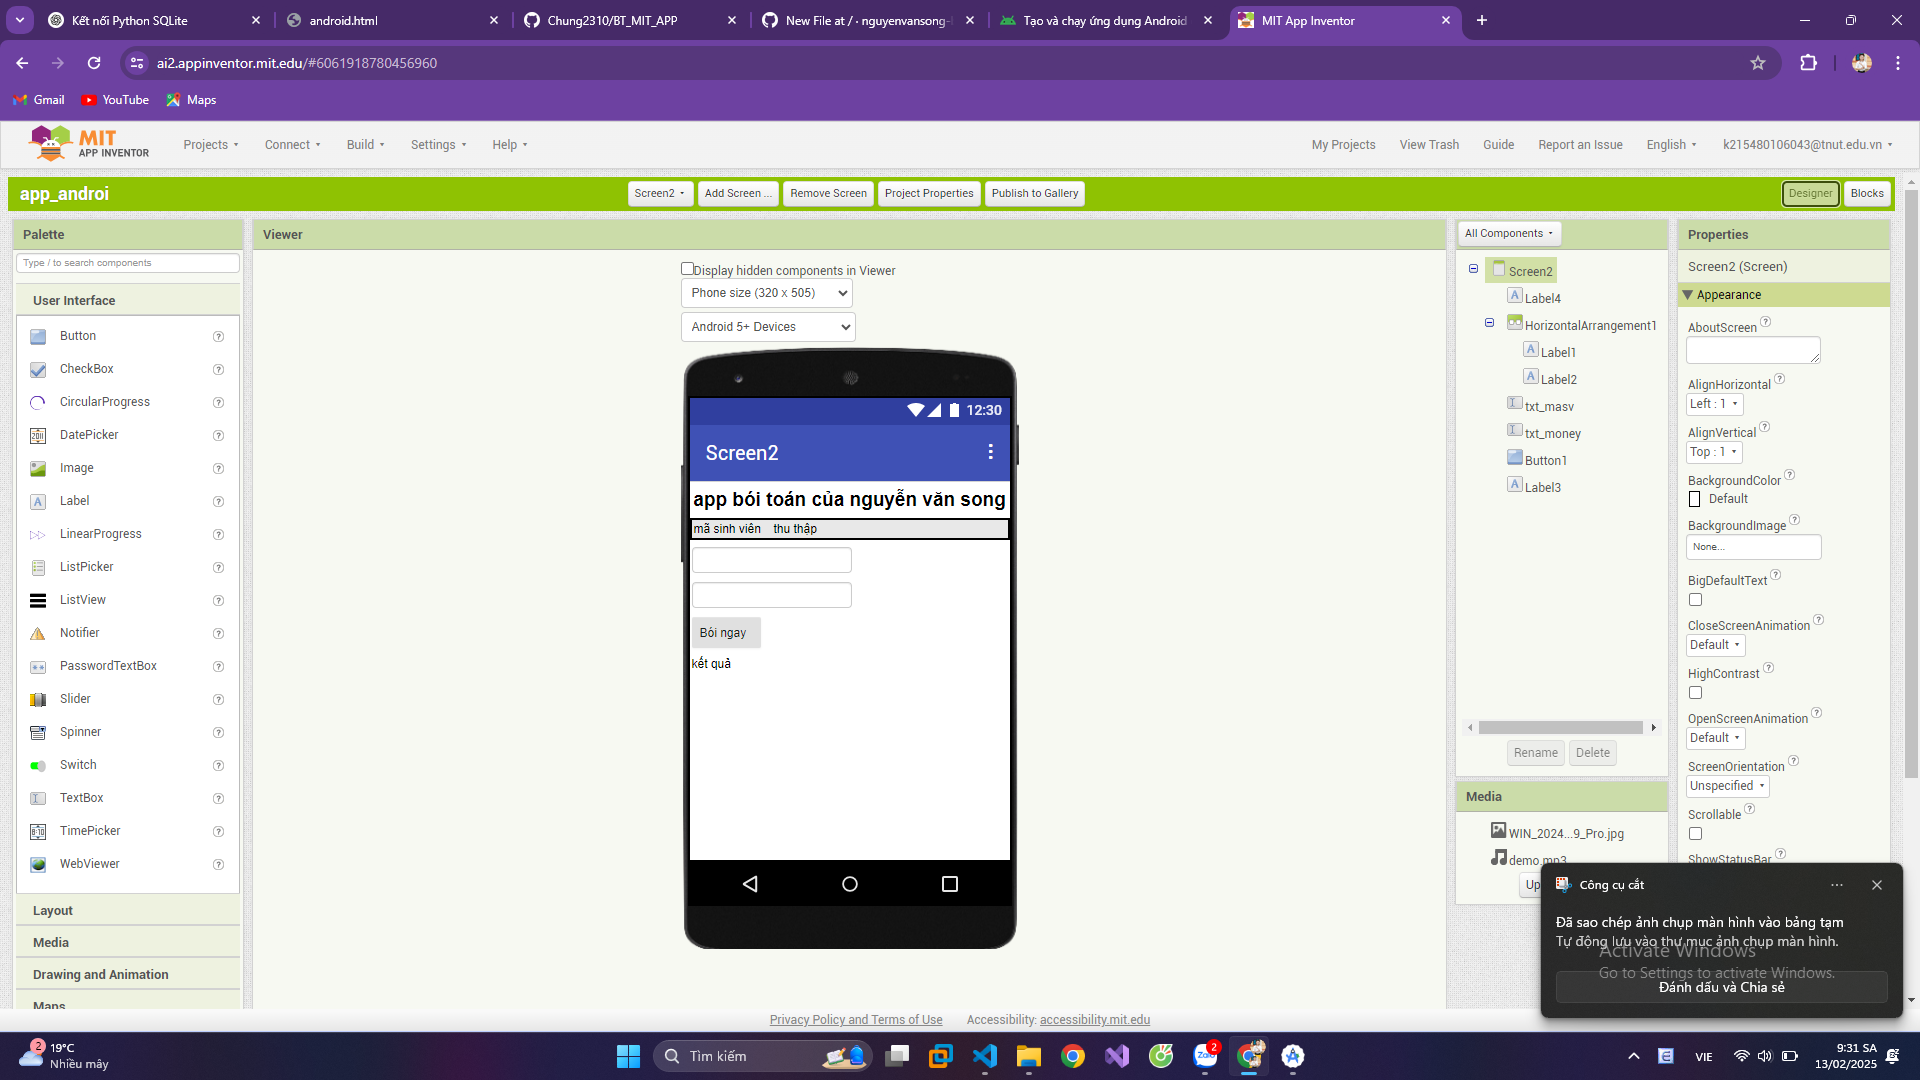 Kết nối Python SQLite
android.html
Chung2310/BT_MIT_APP
New File at / · nguyenvansong-
Tạo và chạy ứng dụng Android
MIT App Inventor
ai2.appinventor.mit.edu/#6061918780456960
Gmail
YouTube
Maps
MIT
APP INVENTOR
Projects
Connect
Build
Settings
Help
My Projects
View Trash
Guide
Report an Issue
English
k215480106043@tnut.edu.vn
app_androi
Screen2
Add Screen ...
Remove Screen
Project Properties
Publish to Gallery
Designer
Blocks
Palette
Type / to search components
User Interface
Button
CheckBox
CircularProgress
DatePicker
Image
Label
LinearProgress
ListPicker
ListView
Notifier
PasswordTextBox
Slider
Spinner
Switch
TextBox
TimePicker
WebViewer
Layout
Media
Drawing and Animation
Maps
Viewer
Display hidden components in Viewer
Phone size (320 x 505)
Android 5+ Devices
12:30
Screen2
app bói toán của nguyễn văn song
mã sinh viên thu thập
Bói ngay
kết quả
All Components
Screen2
Label4
HorizontalArrangement1
Label1
Label2
txt_masv
txt_money
Button1
Label3
Rename
Delete
Media
WIN_2024...9_Pro.jpg
demo.mp3
Up
Properties
Screen2 (Screen)
Appearance
AboutScreen
AlignHorizontal
Left : 1
AlignVertical
Top : 1
BackgroundColor
Default
BackgroundImage
None...
BigDefaultText
CloseScreenAnimation
Default
HighContrast
OpenScreenAnimation
Default
ScreenOrientation
Unspecified
Scrollable
ShowStatusBar
Công cụ cắt
Đã sao chép ảnh chụp màn hình vào bảng tạm
Tự động lưu vào thư mục ảnh chụp màn hình.
Activate Windows
Go to Settings to activate Windows.
Đánh dấu và Chia sẻ
Privacy Policy and Terms of Use
Accessibility: accessibility.mit.edu
2
19°C
Nhiều mây
Tìm kiếm
Zalo
2
VIE
9:31 SA
13/02/2025